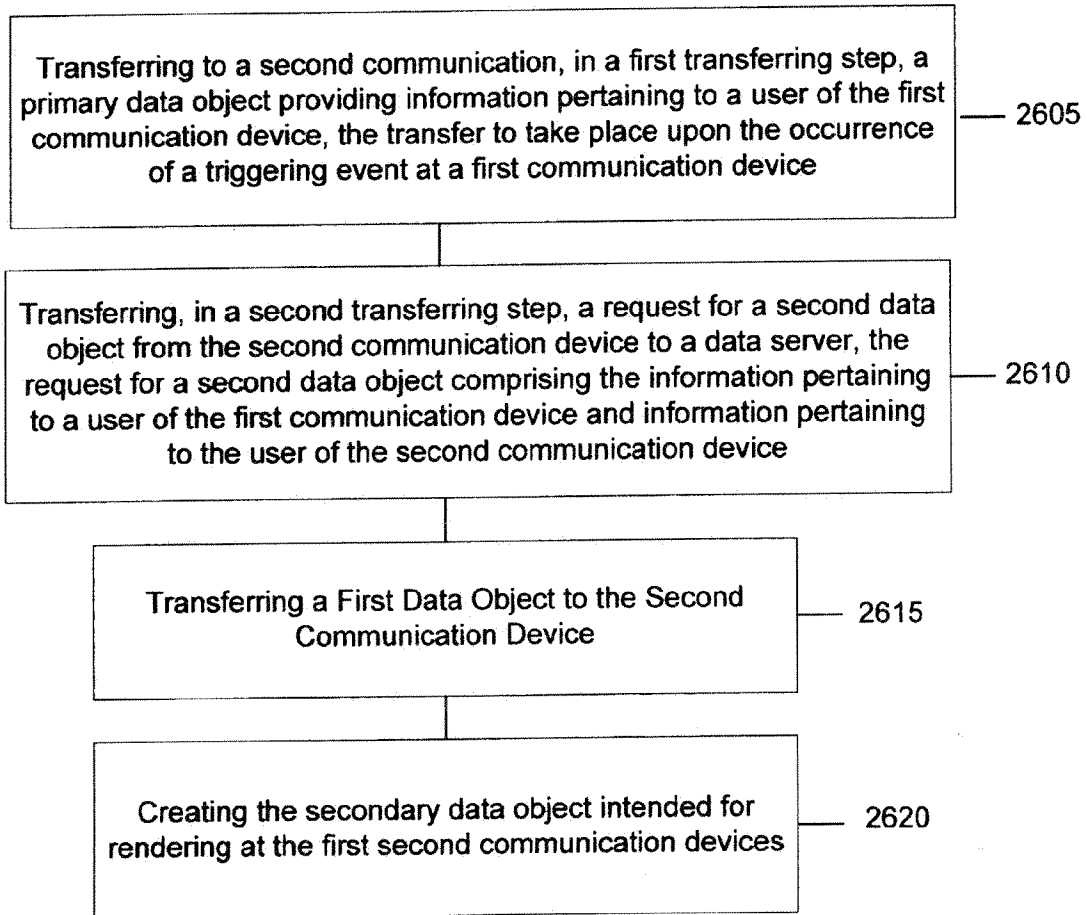 Transferring to a second communication, in a first transferring step, a
primary data object providing information pertaining to a user of the first
communication device, the transfer to take place upon the occurrence
of a triggering event at a first communication device
2605
Transferring, in a second transferring step, a request for a second data
object from the second communication device to a data server, the
request for a second data object comprising the information pertaining
to a user of the first communication device and information pertaining
to the user of the second communication device
2610
Transferring a First Data Object to the Second
Communication Device
2615
Creating the secondary data object intended for
rendering at the first second communication devices
2620